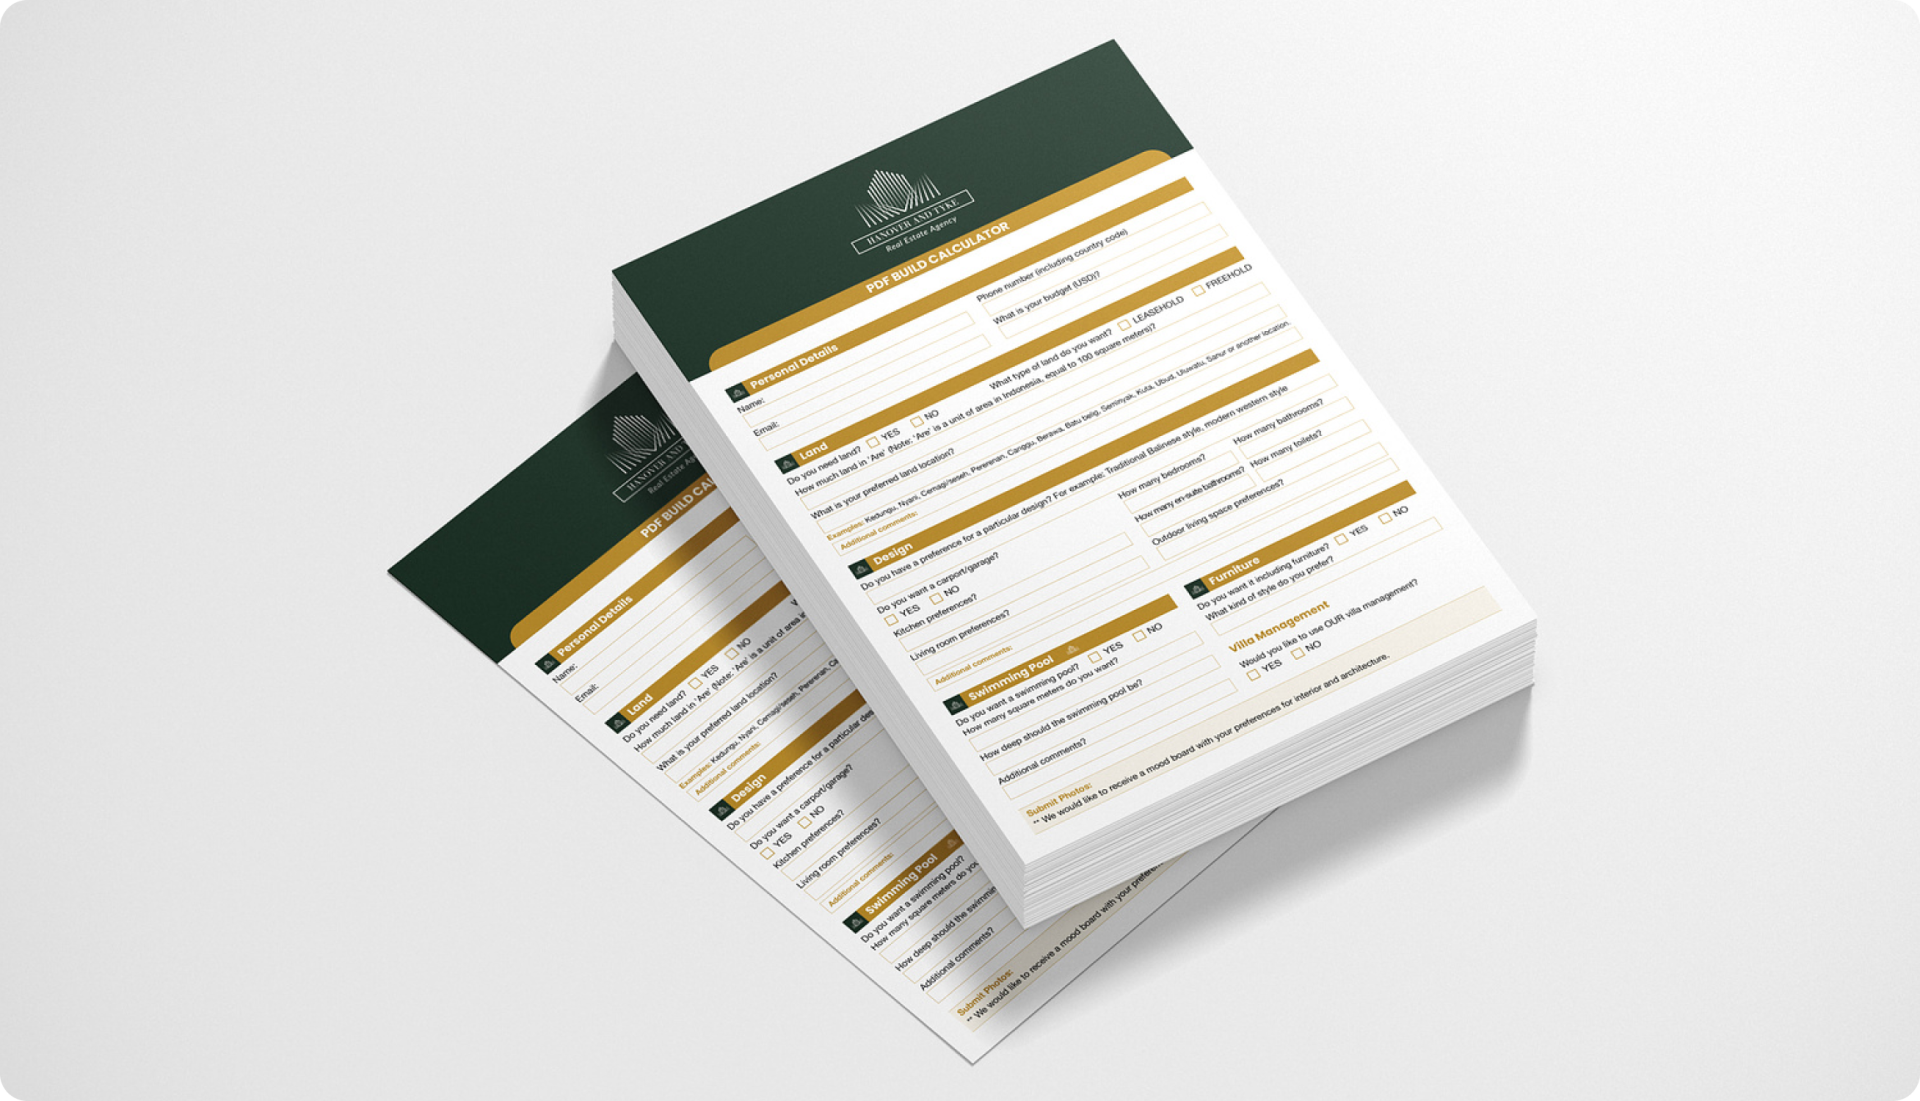 HANOVER AND TYKE
Real Estate Agency
PDF BUILD CALCULATOR
Personal Details
Name:
Email:
Phone number (including country code)
What is your budget (USD)?
Land
Do you need land? YES NO
What type of land do you want? LEASEHOLD FREEHOLD
How much land in 'Are' (Note: 'Are' is a unit of area in Indonesia, equal to 100 square meters)?
What is your preferred land location?
Examples: Kedungu, Nyani, Cemagi/seseh, Pererenan, Canggu, Berawa, Batu belig, Seminyak, Kuta, Ubud, Uluwatu, Sanur or another location.
Additional comments:
Design
Do you have a preference for a particular design? For example: Traditional Balinese style, modern western style
Do you want a carport/garage?
YES NO
Kitchen preferences?
Living room preferences?
Additional comments:
How many bedrooms?
How many bathrooms?
How many en-suite bathrooms?
How many toilets?
Outdoor living space preferences?
Swimming Pool
Do you want a swimming pool? YES NO
How many square meters do you want?
How deep should the swimming pool be?
Additional comments?
Furniture
Do you want it including furniture? YES NO
What kind of style do you prefer?
Villa Management
Would you like to use OUR villa management?
YES NO
Submit Photos:
** We would like to receive a mood board with your preferences for interior and architecture.
HANOVER AND
Real Estate Ag
PDF BUILD CAL
Personal Details
Name:
Email:
Land
Do you need land? YES NO
How much land in 'Are' (Note: 'Are' is a unit of area in
What is your preferred land location?
Examples: Kedungu, Nyani, Cemagi/seseh, Pererenan, Ca
Additional comments:
Design
Do you have a preference for a particular des
Do you want a carport/garage?
YES NO
Kitchen preferences?
Living room preferences?
Additional comments:
Swimming Pool
Do you want a swimming pool?
How many square meters do you
How deep should the swimmin
Additional comments?
Submit Photos:
** We would like to receive a mood board with your preferen